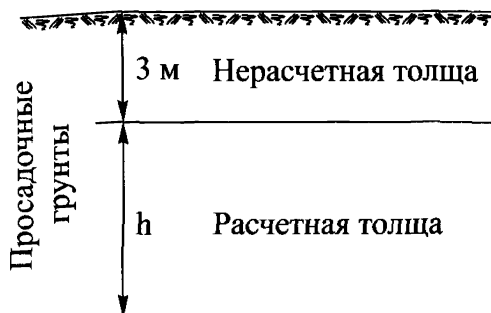 3 м Нерасчетная толща
Просадочные
грунты
h Расчетная толща